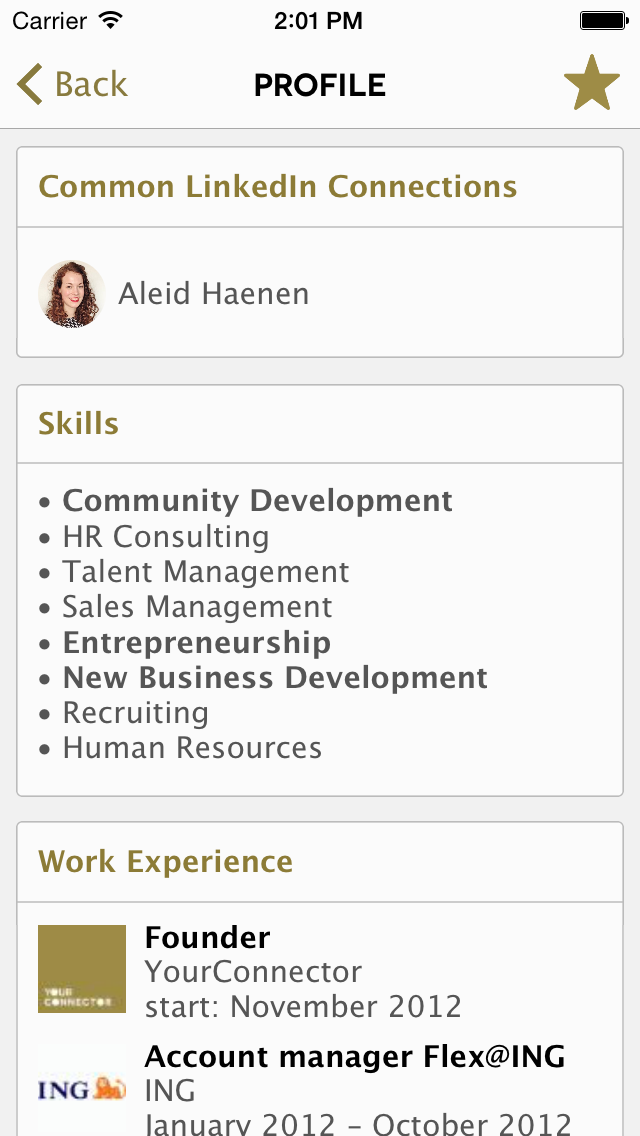 Carrier 2:01 PM
Back PROFILE
Common LinkedIn Connections
Aleid Haenen
Skills
• Community Development
• HR Consulting
• Talent Management
• Sales Management
• Entrepreneurship
• New Business Development
• Recruiting
• Human Resources
Work Experience
YOUR
CONNECTOR
Founder
YourConnector
start: November 2012
ING
Account manager Flex@ING
ING
January 2012 – October 2012